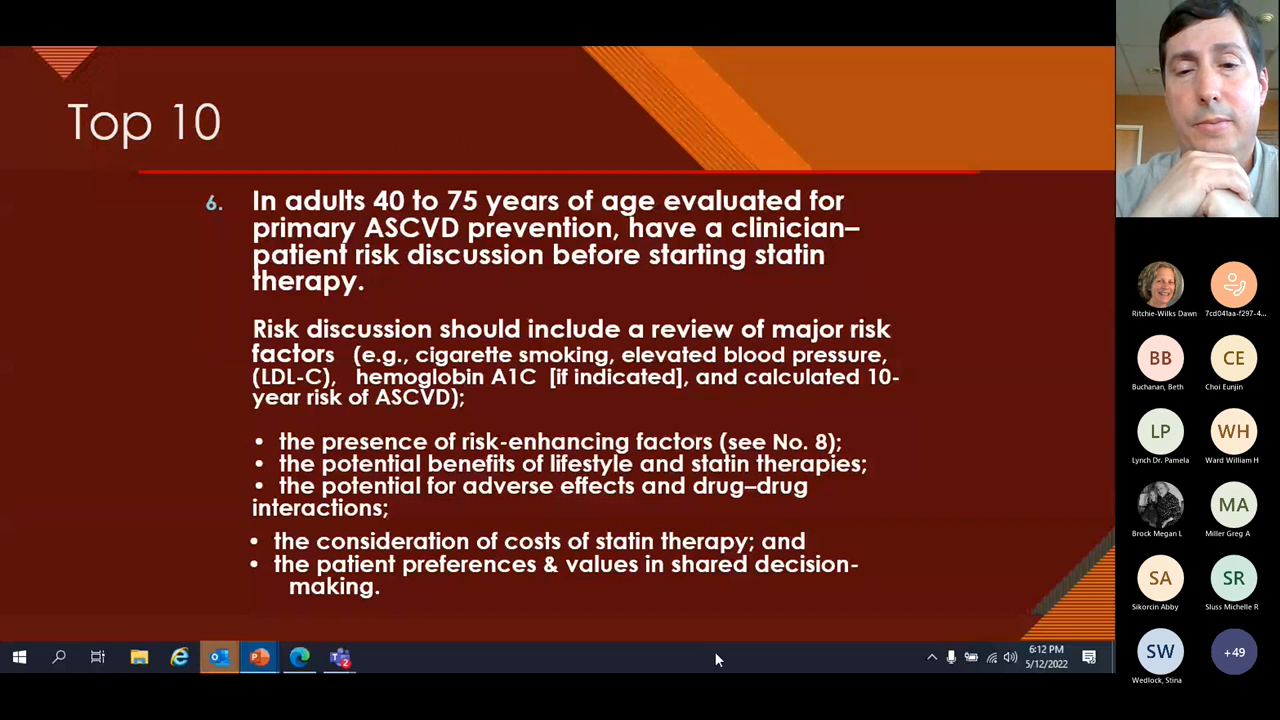 Top 10
6. In adults 40 to 75 years of age evaluated for
primary ASCVD prevention, have a clinician–
patient risk discussion before starting statin
therapy.
Risk discussion should include a review of major risk
factors (e.g., cigarette smoking, elevated blood pressure,
(LDL-C), hemoglobin A1C [if indicated], and calculated 10-
year risk of ASCVD);
• the presence of risk-enhancing factors (see No. 8);
• the potential benefits of lifestyle and statin therapies;
• the potential for adverse effects and drug–drug
interactions;
• the consideration of costs of statin therapy; and
• the patient preferences & values in shared decision-
making.
6:12 PM
5/12/2022
2
Ritchie-Wilks Dawn
7cd041aa-f297-4...
BB
CE
Buchanan, Beth
Choi Eunjin
LP
WH
Lynch Dr. Pamela
Ward William H
MA
Brock Megan L
Miller Greg A
SA
SR
Sikorcin Abby
Sluss Michelle R
SW
+49
Wedlock, Stina